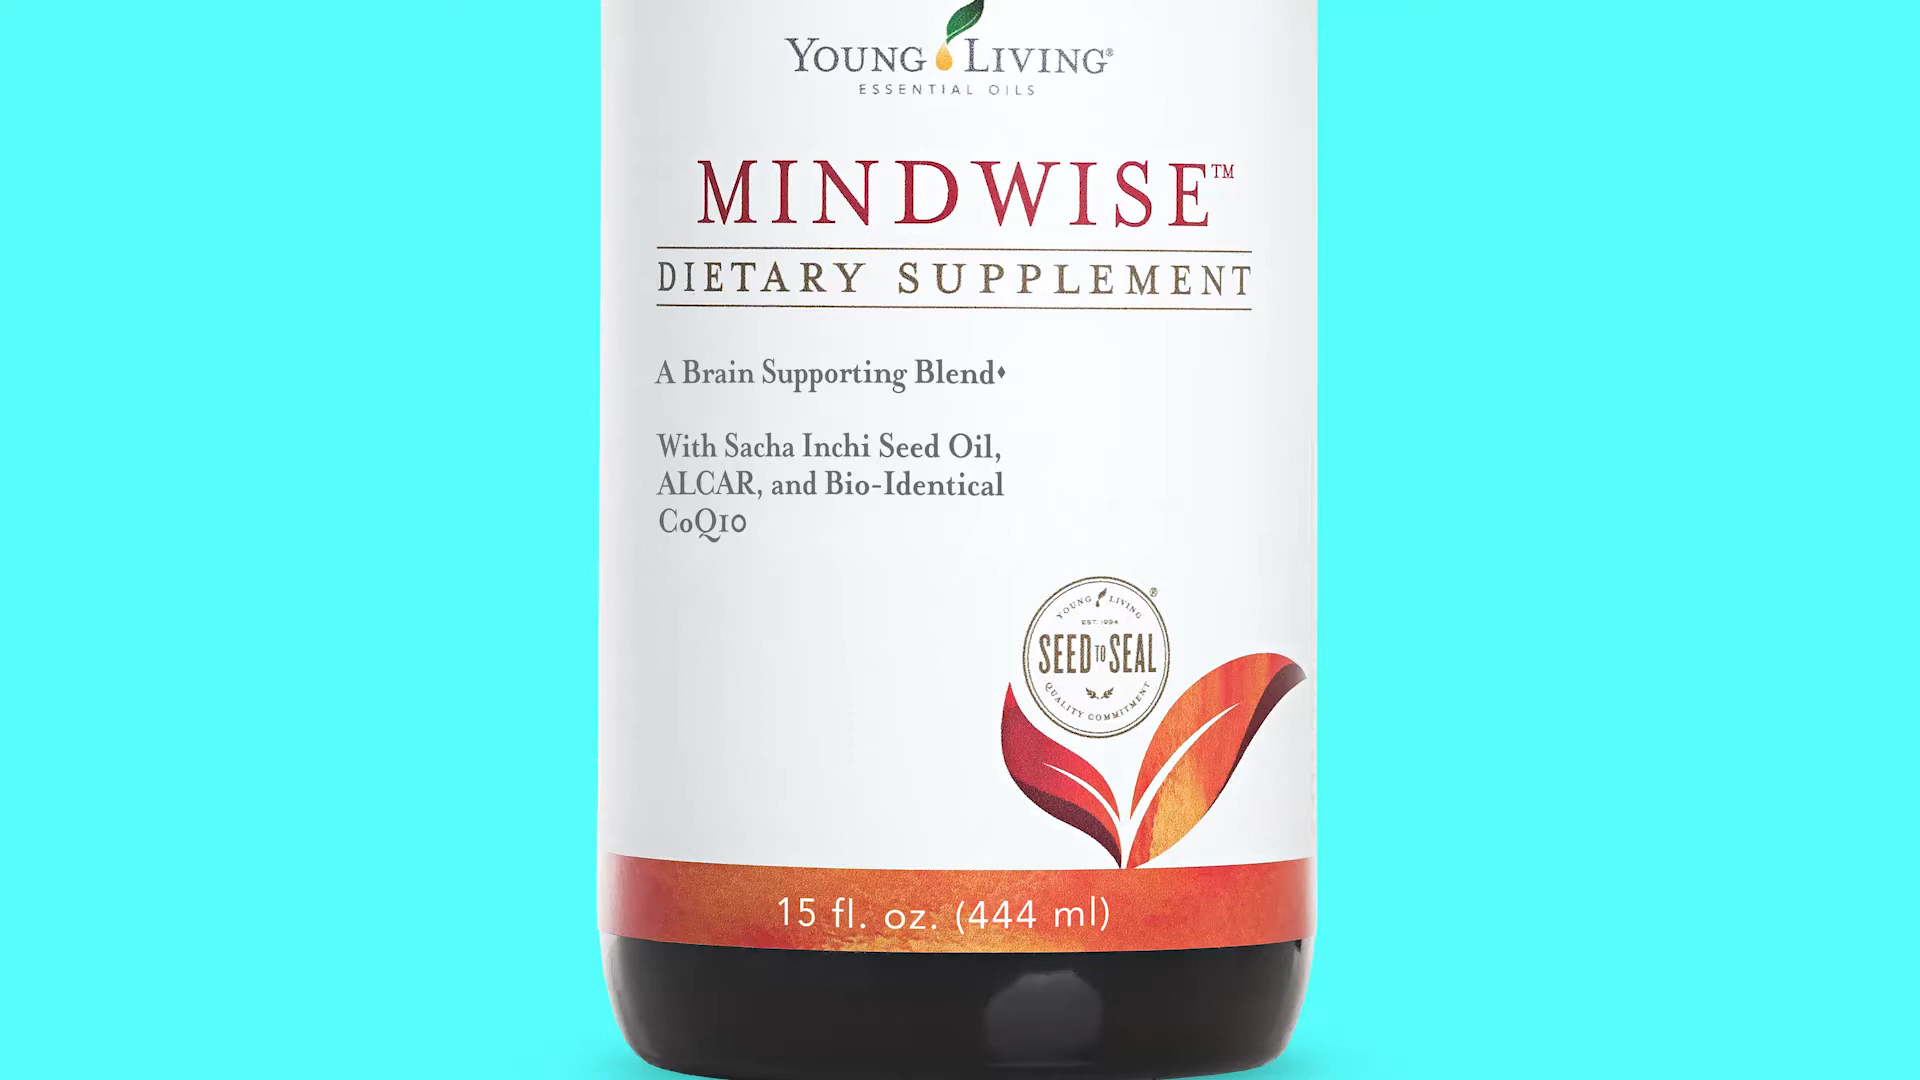 YOUNG LIVING®
ESSENTIAL OILS
MINDWISE™
DIETARY SUPPLEMENT
A Brain Supporting Blend♦
With Sacha Inchi Seed Oil,
ALCAR, and Bio-Identical
CoQ10
YOUNG LIVING ®
EST. 1994
SEED TO SEAL
QUALITY COMMITMENT
15 fl. oz. (444 ml)